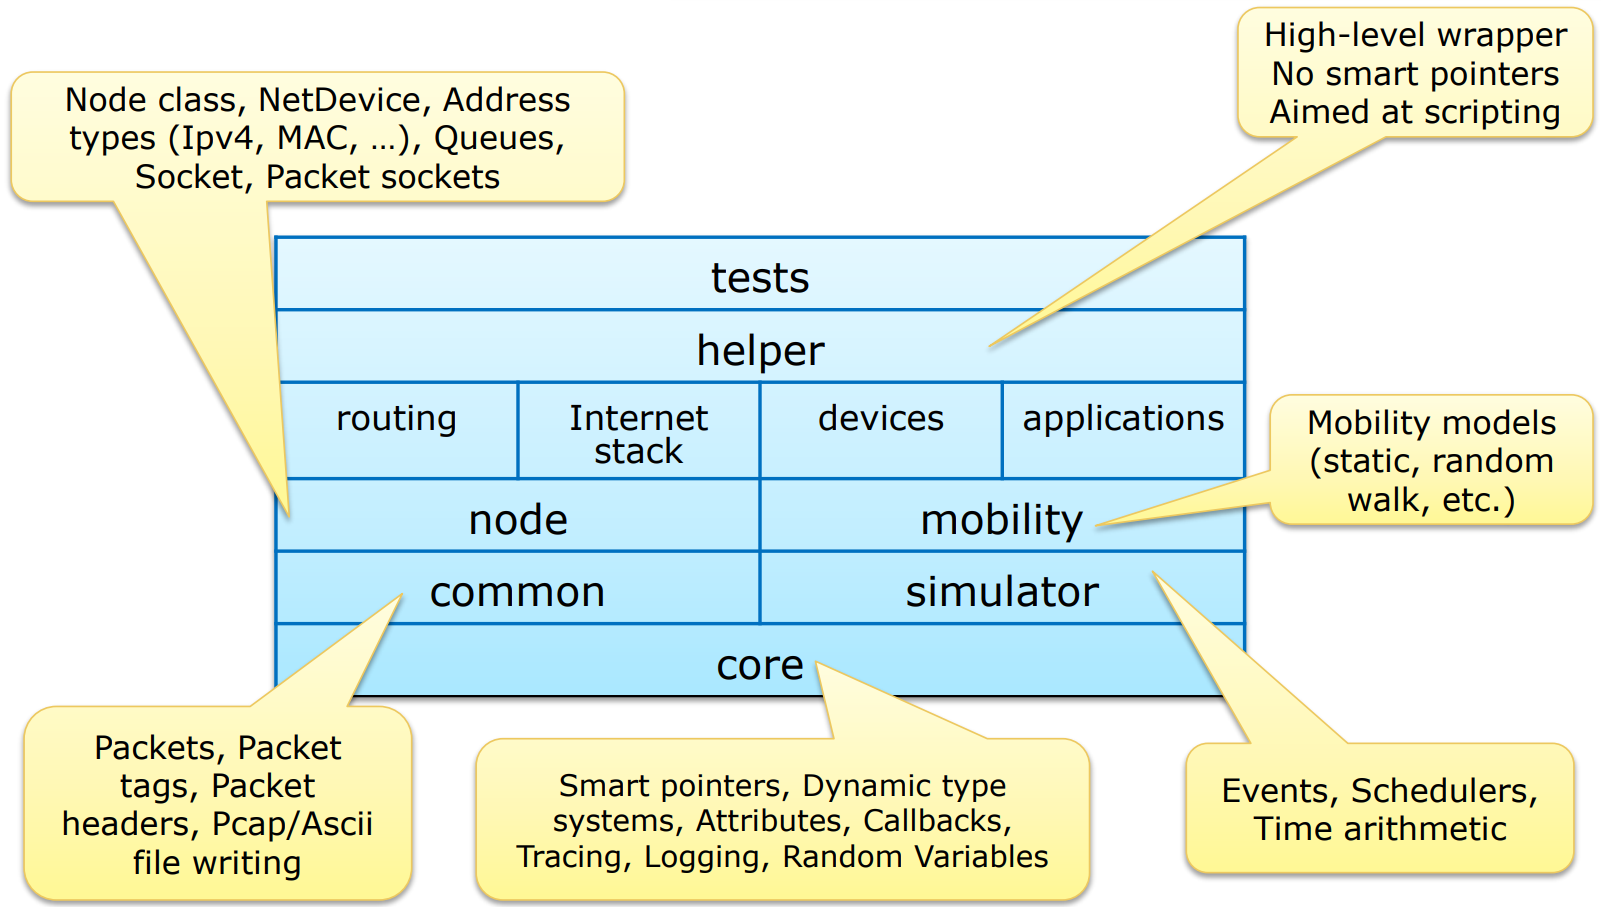 High-level wrapper
No smart pointers
Aimed at scripting
Node class, NetDevice, Address
types (Ipv4, MAC, …), Queues,
Socket, Packet sockets
tests
helper
routing
Internet
stack
devices
applications
Mobility models
(static, random
walk, etc.)
node
mobility
common
simulator
core
Packets, Packet
tags, Packet
headers, Pcap/Ascii
file writing
Smart pointers, Dynamic type
systems, Attributes, Callbacks,
Tracing, Logging, Random Variables
Events, Schedulers,
Time arithmetic